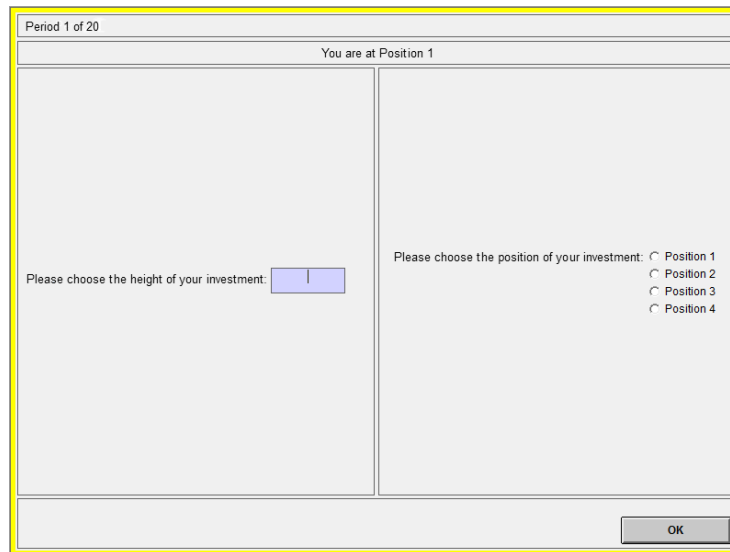 Period 1 of 20
You are at Position 1
Please choose the height of your investment:
Please choose the position of your investment: Position 1
Position 2
Position 3
Position 4
OK